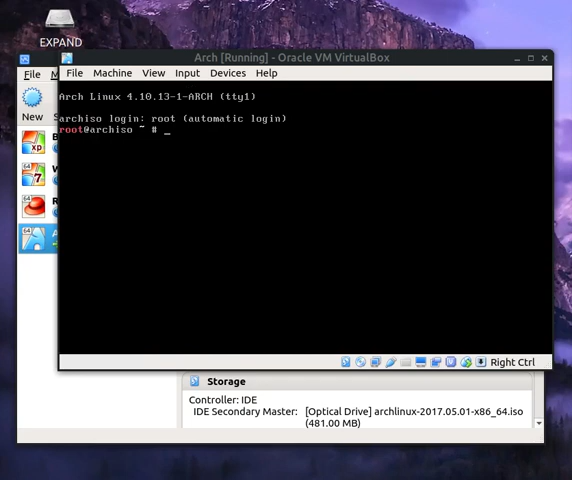 EXPAND
Arch [Running] - Oracle VM VirtualBox
File
File Machine View Input Devices Help
Arch Linux 4.10.13-1-ARCH (tty1)
archiso login: root (automatic login)
root@archiso ~ # _
New
Right Ctrl
Storage
Controller: IDE
IDE Secondary Master: [Optical Drive] archlinux-2017.05.01-x86_64.iso
(481.00 MB)